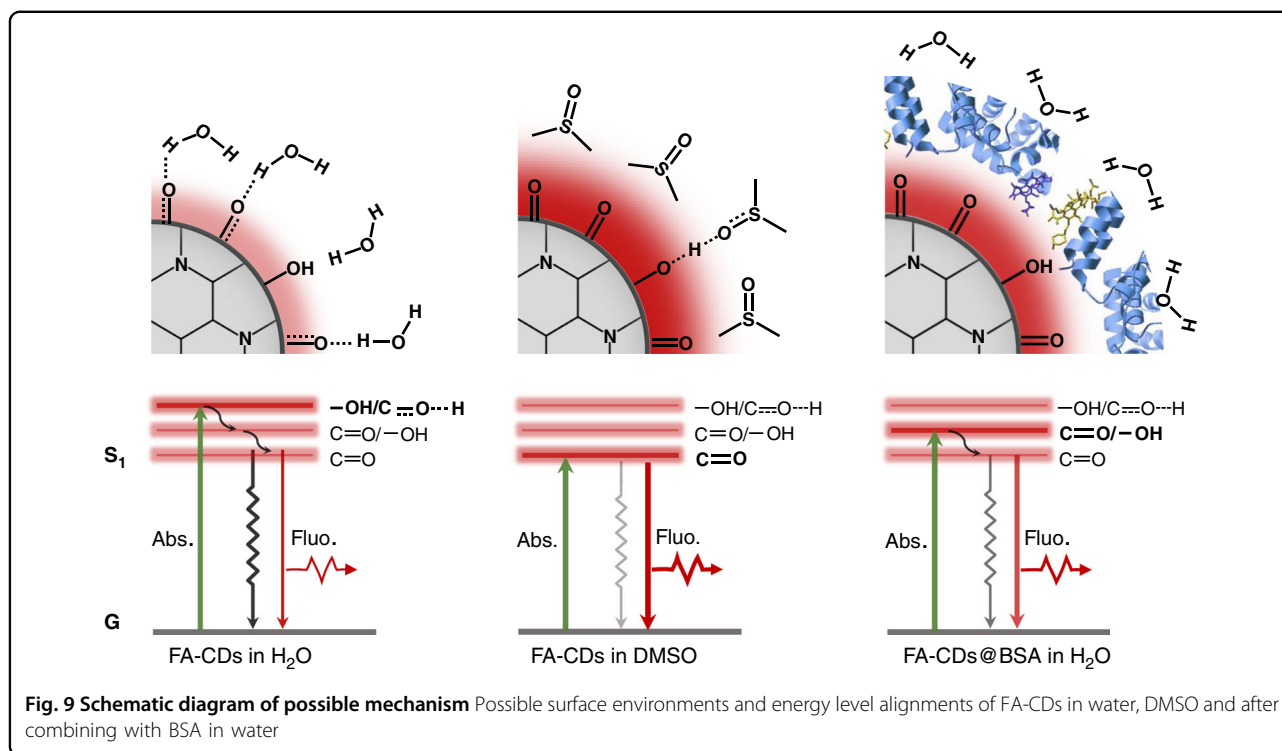 H O H
H O H
O
O
H O H
N
OH
N
O H O H
O
S
O
S
O
O
O
S
N
O H O
O
S
N
O
H O H
H O H
H O H
O
O
N
OH
H O H
N
O
–OH/C=O···H
C=O/–OH
C=O
S₁
Abs.
Fluo.
G
FA-CDs in H₂O
–OH/C=O···H
C=O/–OH
C=O
Abs.
Fluo.
FA-CDs in DMSO
–OH/C=O···H
C=O/–OH
C=O
Abs.
Fluo.
FA-CDs@BSA in H₂O
Fig. 9 Schematic diagram of possible mechanism Possible surface environments and energy level alignments of FA-CDs in water, DMSO and after
combining with BSA in water